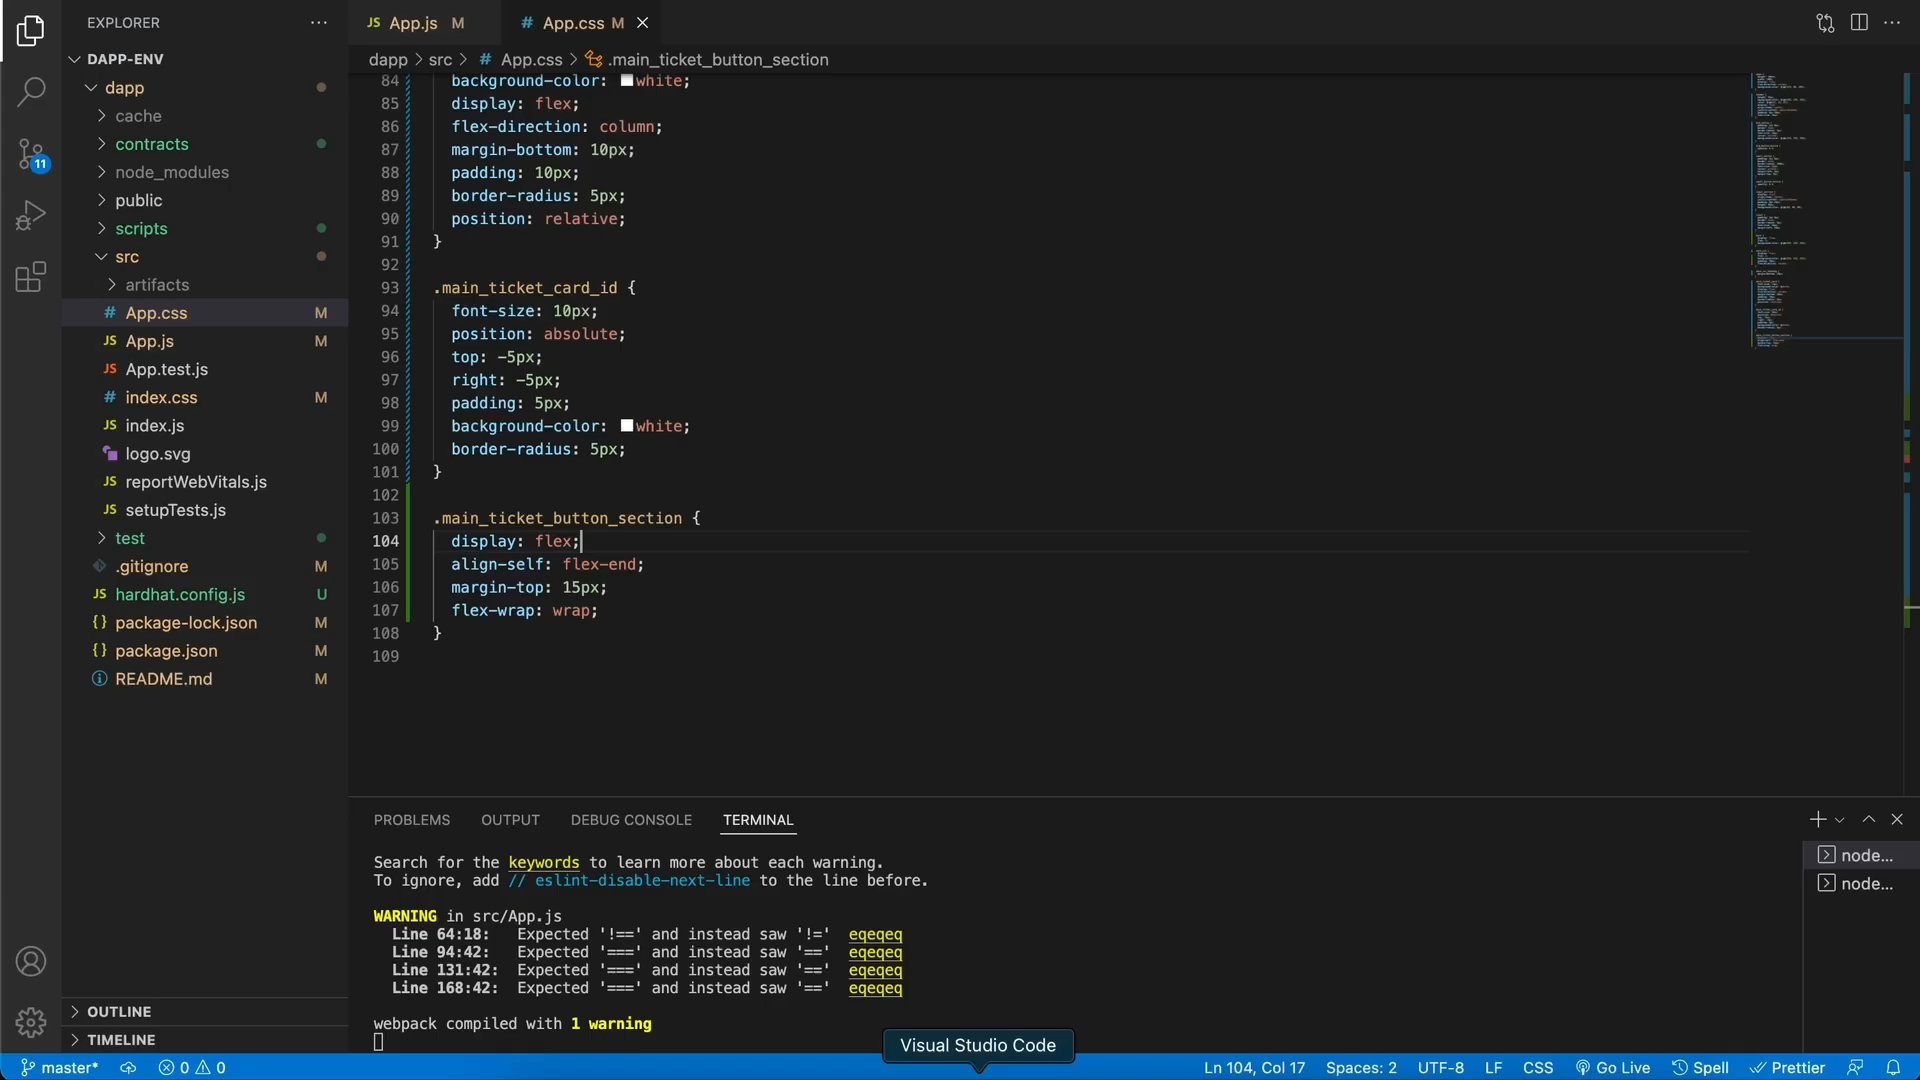 EXPLORER
DAPP-ENV
dapp
cache
contracts
node_modules
public
scripts
src
artifacts
# App.css M
JS App.js M
JS App.test.js
# index.css M
JS index.js
logo.svg
JS reportWebVitals.js
JS setupTests.js
test
.gitignore M
JS hardhat.config.js U
{} package-lock.json M
{} package.json M
README.md M
OUTLINE
TIMELINE
11
JS App.js M
# App.css M
dapp > src > # App.css > .main_ticket_button_section
84 background-color: white;
85 display: flex;
86 flex-direction: column;
87 margin-bottom: 10px;
88 padding: 10px;
89 border-radius: 5px;
90 position: relative;
91 }
92
93 .main_ticket_card_id {
94 font-size: 10px;
95 position: absolute;
96 top: -5px;
97 right: -5px;
98 padding: 5px;
99 background-color: white;
100 border-radius: 5px;
101 }
102
103 .main_ticket_button_section {
104 display: flex;
105 align-self: flex-end;
106 margin-top: 15px;
107 flex-wrap: wrap;
108 }
109
PROBLEMS OUTPUT DEBUG CONSOLE TERMINAL
Search for the keywords to learn more about each warning.
To ignore, add // eslint-disable-next-line to the line before.
WARNING in src/App.js
Line 64:18: Expected '!==' and instead saw '!=' eqeqeq
Line 94:42: Expected '===' and instead saw '==' eqeqeq
Line 131:42: Expected '===' and instead saw '==' eqeqeq
Line 168:42: Expected '===' and instead saw '==' eqeqeq
webpack compiled with 1 warning
node...
node...
Visual Studio Code
master* 0 0 Ln 104, Col 17 Spaces: 2 UTF-8 LF CSS Go Live Spell Prettier